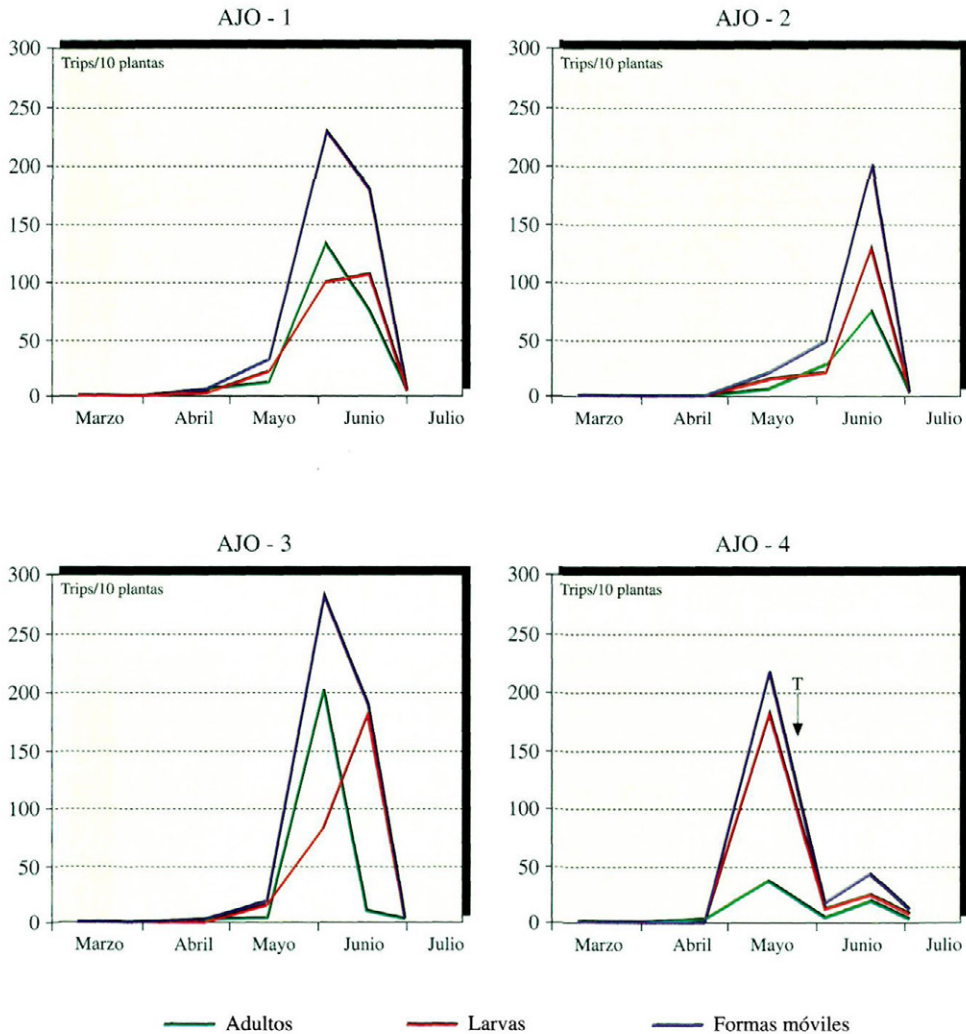 AJO - 1
300
Trips/10 plantas
250
200
150
100
50
0
Marzo Abril Mayo Junio Julio
AJO - 2
300
Trips/10 plantas
250
200
150
100
50
0
Marzo Abril Mayo Junio Julio
AJO - 3
300
Trips/10 plantas
250
200
150
100
50
0
Marzo Abril Mayo Junio Julio
AJO - 4
300
Trips/10 plantas
250
200
T
150
100
50
0
Marzo Abril Mayo Junio Julio
Adultos Larvas Formas móviles